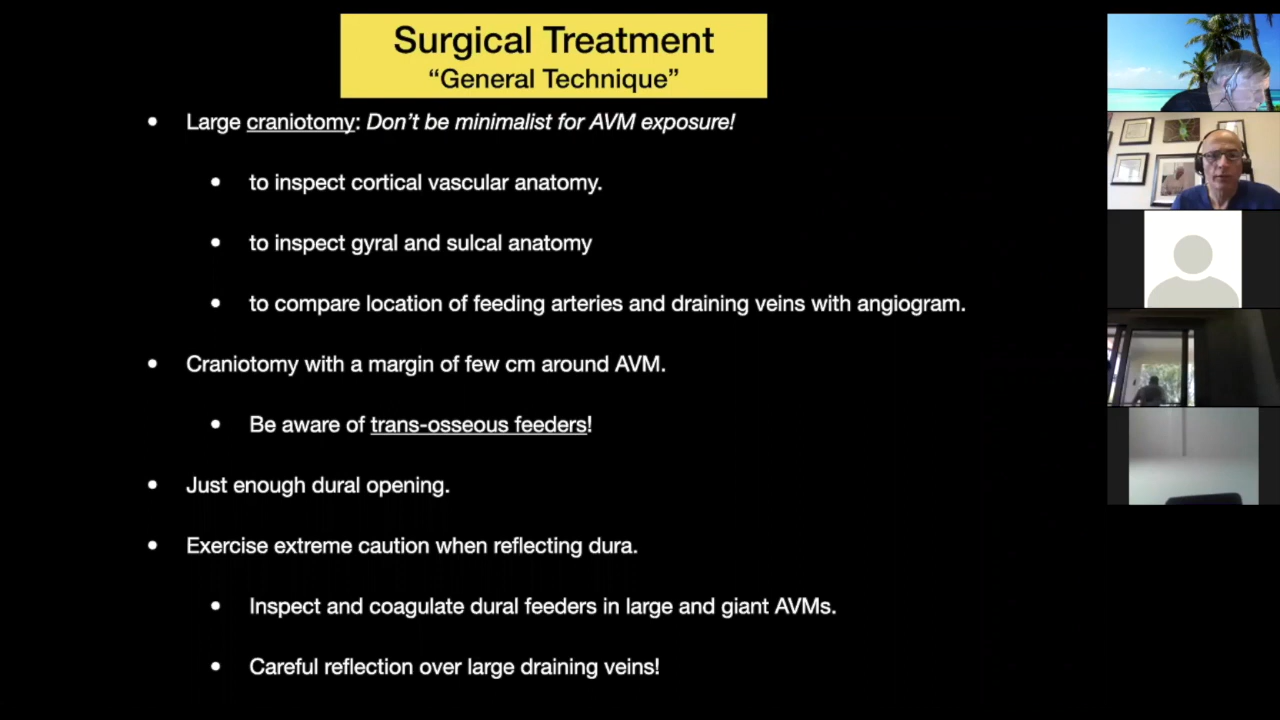 Surgical Treatment
“General Technique”
• Large craniotomy: Don’t be minimalist for AVM exposure!
• to inspect cortical vascular anatomy.
• to inspect gyral and sulcal anatomy
• to compare location of feeding arteries and draining veins with angiogram.
• Craniotomy with a margin of few cm around AVM.
• Be aware of trans-osseous feeders!
• Just enough dural opening.
• Exercise extreme caution when reflecting dura.
• Inspect and coagulate dural feeders in large and giant AVMs.
• Careful reflection over large draining veins!